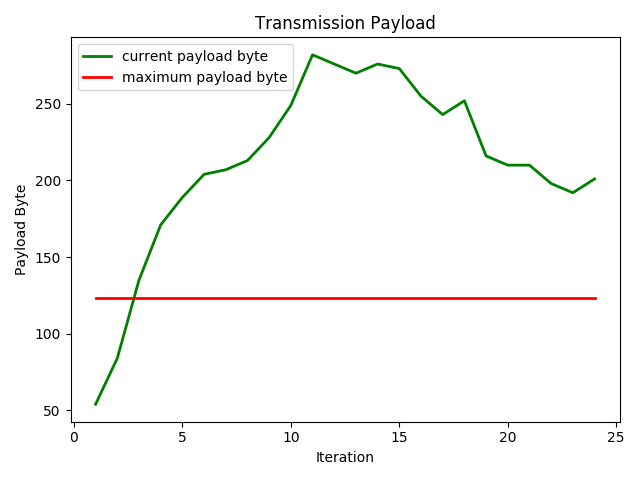 Transmission Payload
current payload byte
maximum payload byte
Payload Byte
250
200
150
100
50
0
5
10
15
20
25
Iteration